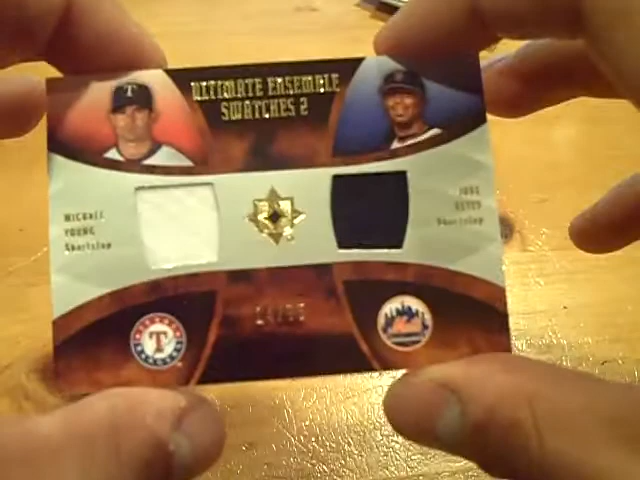 ULTIMATE ENSEMBLE
SWATCHES 2
MICHAEL
YOUNG
Shortstop
JOSE
REYES
Shortstop
T